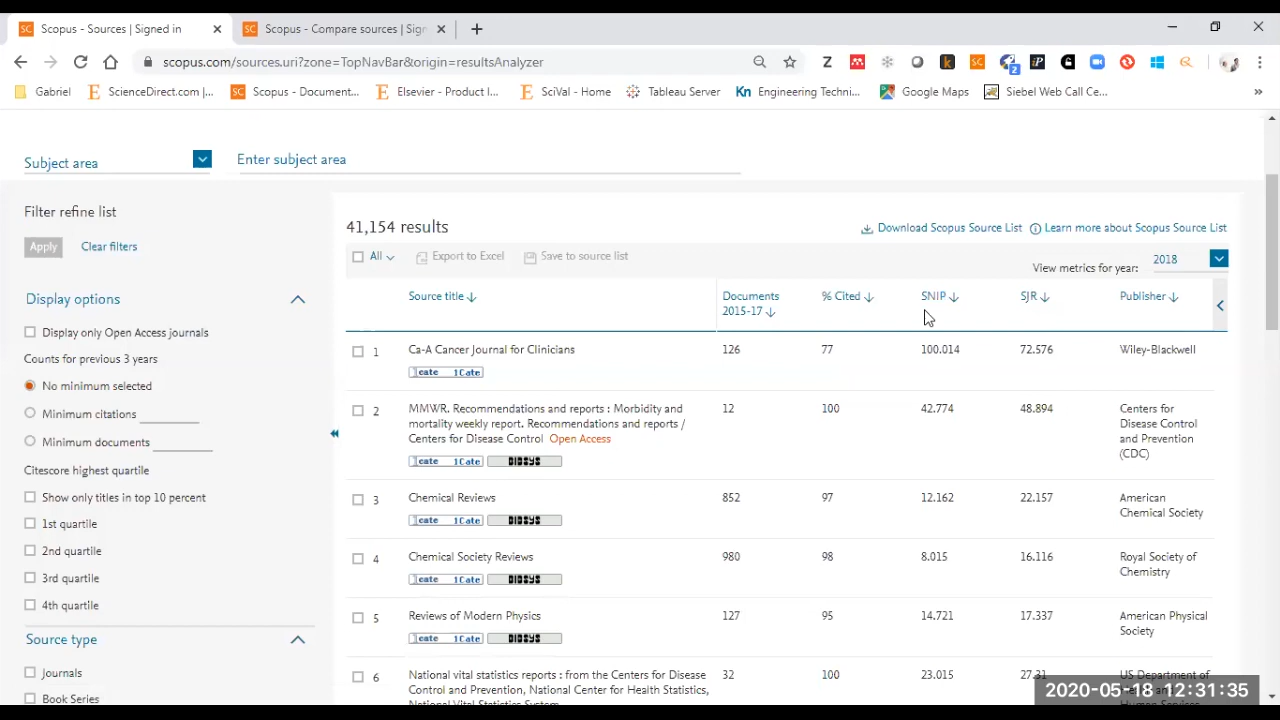 Scopus - Sources | Signed in
Scopus - Compare sources | Sign
scopus.com/sources.uri?zone=TopNavBar&origin=resultsAnalyzer
Gabriel
ScienceDirect.com |...
Scopus - Document...
Elsevier - Product I...
SciVal - Home
Tableau Server
Kn Engineering Techni...
Google Maps
Siebel Web Call Ce...
Subject area
Enter subject area
Filter refine list
Apply
Clear filters
41,154 results
Download Scopus Source List
Learn more about Scopus Source List
All
Export to Excel
Save to source list
View metrics for year:
2018
Display options
Display only Open Access journals
Counts for previous 3 years
No minimum selected
Minimum citations
Minimum documents
Citescore highest quartile
Show only titles in top 10 percent
1st quartile
2nd quartile
3rd quartile
4th quartile
Source type
Journals
Book Series
Source title↓
Documents
2015-17 ↓
% Cited ↓
SNIP ↓
SJR ↓
Publisher ↓
1 Ca-A Cancer Journal for Clinicians 126 77 100.014 72.576 Wiley-Blackwell
2 MMWR. Recommendations and reports : Morbidity and 12 100 42.774 48.894 Centers for
mortality weekly report. Recommendations and reports / Disease Control
Centers for Disease Control Open Access and Prevention
(CDC)
3 Chemical Reviews 852 97 12.162 22.157 American
Chemical Society
4 Chemical Society Reviews 980 98 8.015 16.116 Royal Society of
Chemistry
5 Reviews of Modern Physics 127 95 14.721 17.337 American Physical
Society
6 National vital statistics reports : from the Centers for Disease 32 100 23.015 27.31 US Department of
Control and Prevention, National Center for Health Statistics,
National Vital Statistics System
2020-05-18 12:31:35